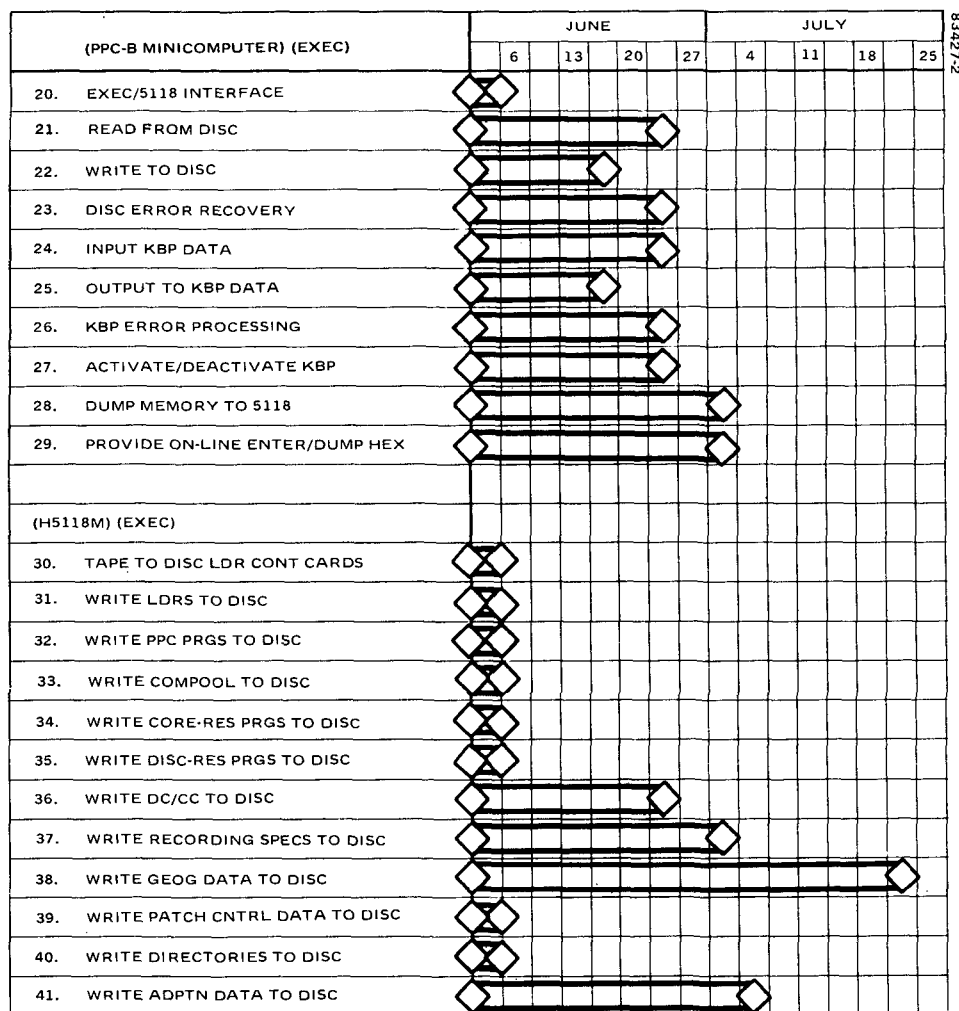 83427-2
JUNE JULY
(PPC-B MINICOMPUTER) (EXEC)
6 13 20 27 4 11 18 25
20. EXEC/5118 INTERFACE
21. READ FROM DISC
22. WRITE TO DISC
23. DISC ERROR RECOVERY
24. INPUT KBP DATA
25. OUTPUT TO KBP DATA
26. KBP ERROR PROCESSING
27. ACTIVATE/DEACTIVATE KBP
28. DUMP MEMORY TO 5118
29. PROVIDE ON-LINE ENTER/DUMP HEX
(H5118M) (EXEC)
30. TAPE TO DISC LDR CONT CARDS
31. WRITE LDRS TO DISC
32. WRITE PPC PRGS TO DISC
33. WRITE COMPOOL TO DISC
34. WRITE CORE-RES PRGS TO DISC
35. WRITE DISC-RES PRGS TO DISC
36. WRITE DC/CC TO DISC
37. WRITE RECORDING SPECS TO DISC
38. WRITE GEOG DATA TO DISC
39. WRITE PATCH CNTRL DATA TO DISC
40. WRITE DIRECTORIES TO DISC
41. WRITE ADPTN DATA TO DISC